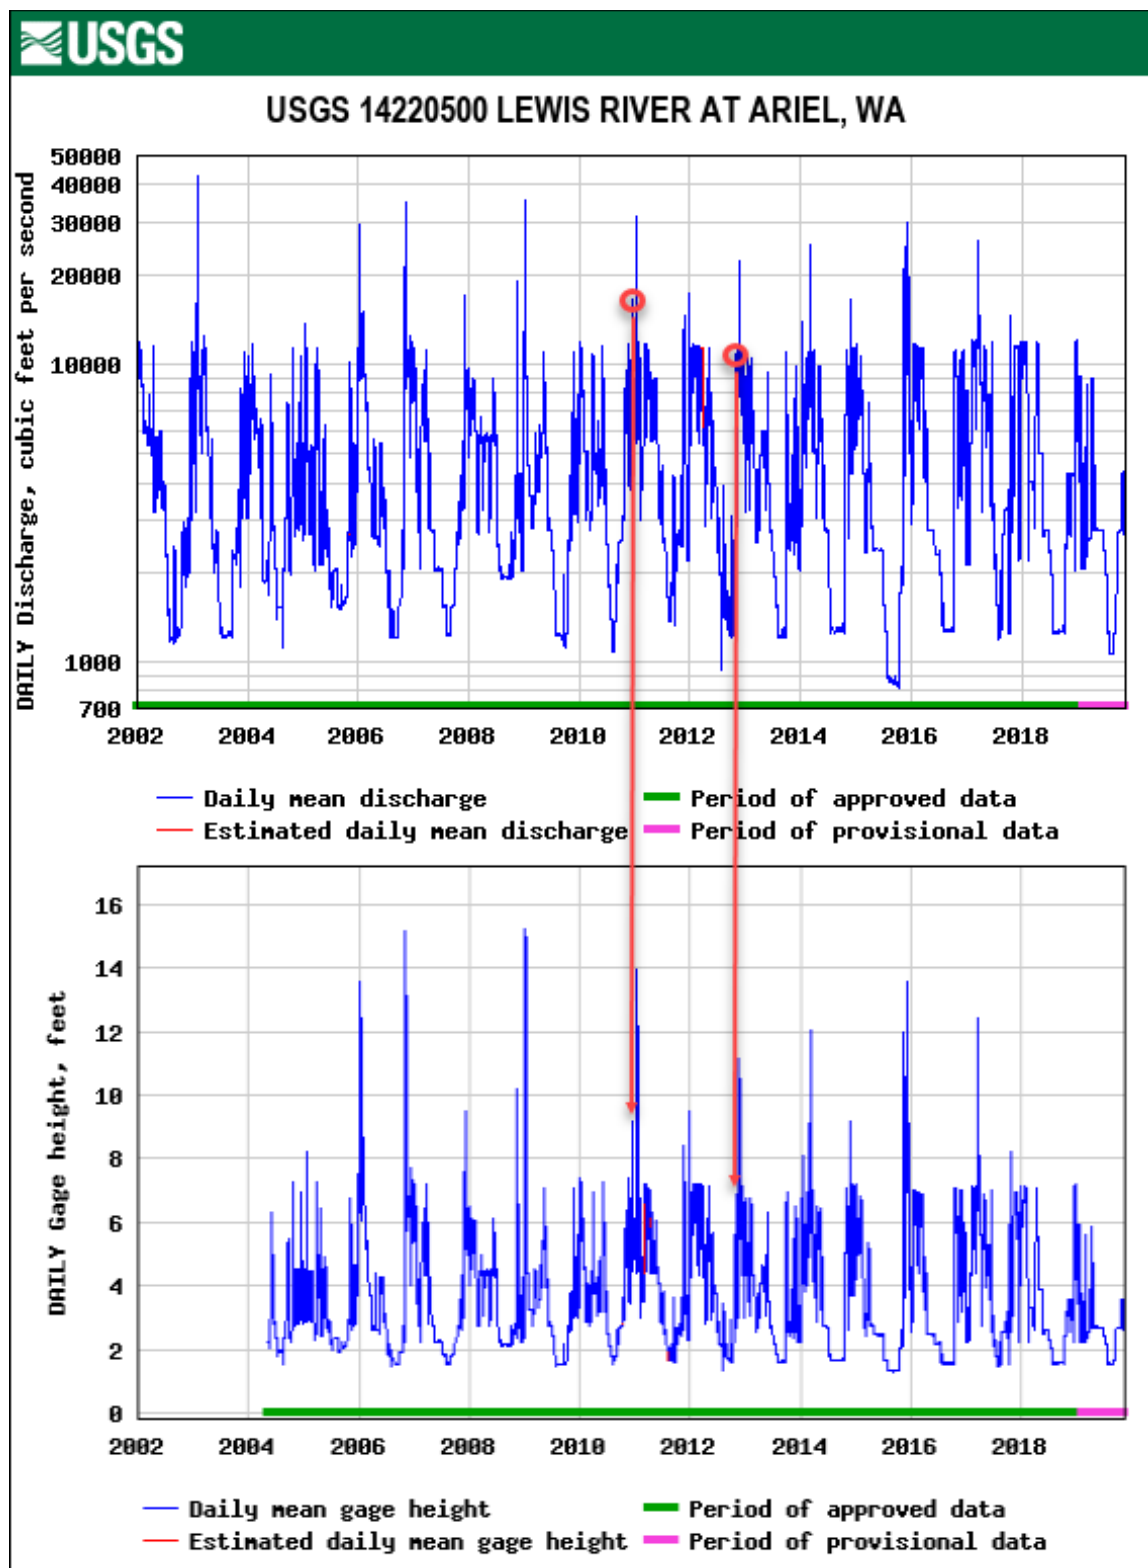 USGS
USGS 14220500 LEWIS RIVER AT ARIEL, WA
DAILY Discharge, cubic feet per second
50000
40000
30000
20000
10000
1000
700
2002 2004 2006 2008 2010 2012 2014 2016 2018
Daily mean discharge Period of approved data
Estimated daily mean discharge Period of provisional data
DAILY Gage height, feet
16
14
12
10
8
6
4
2
0
2002 2004 2006 2008 2010 2012 2014 2016 2018
Daily mean gage height Period of approved data
Estimated daily mean gage height Period of provisional data